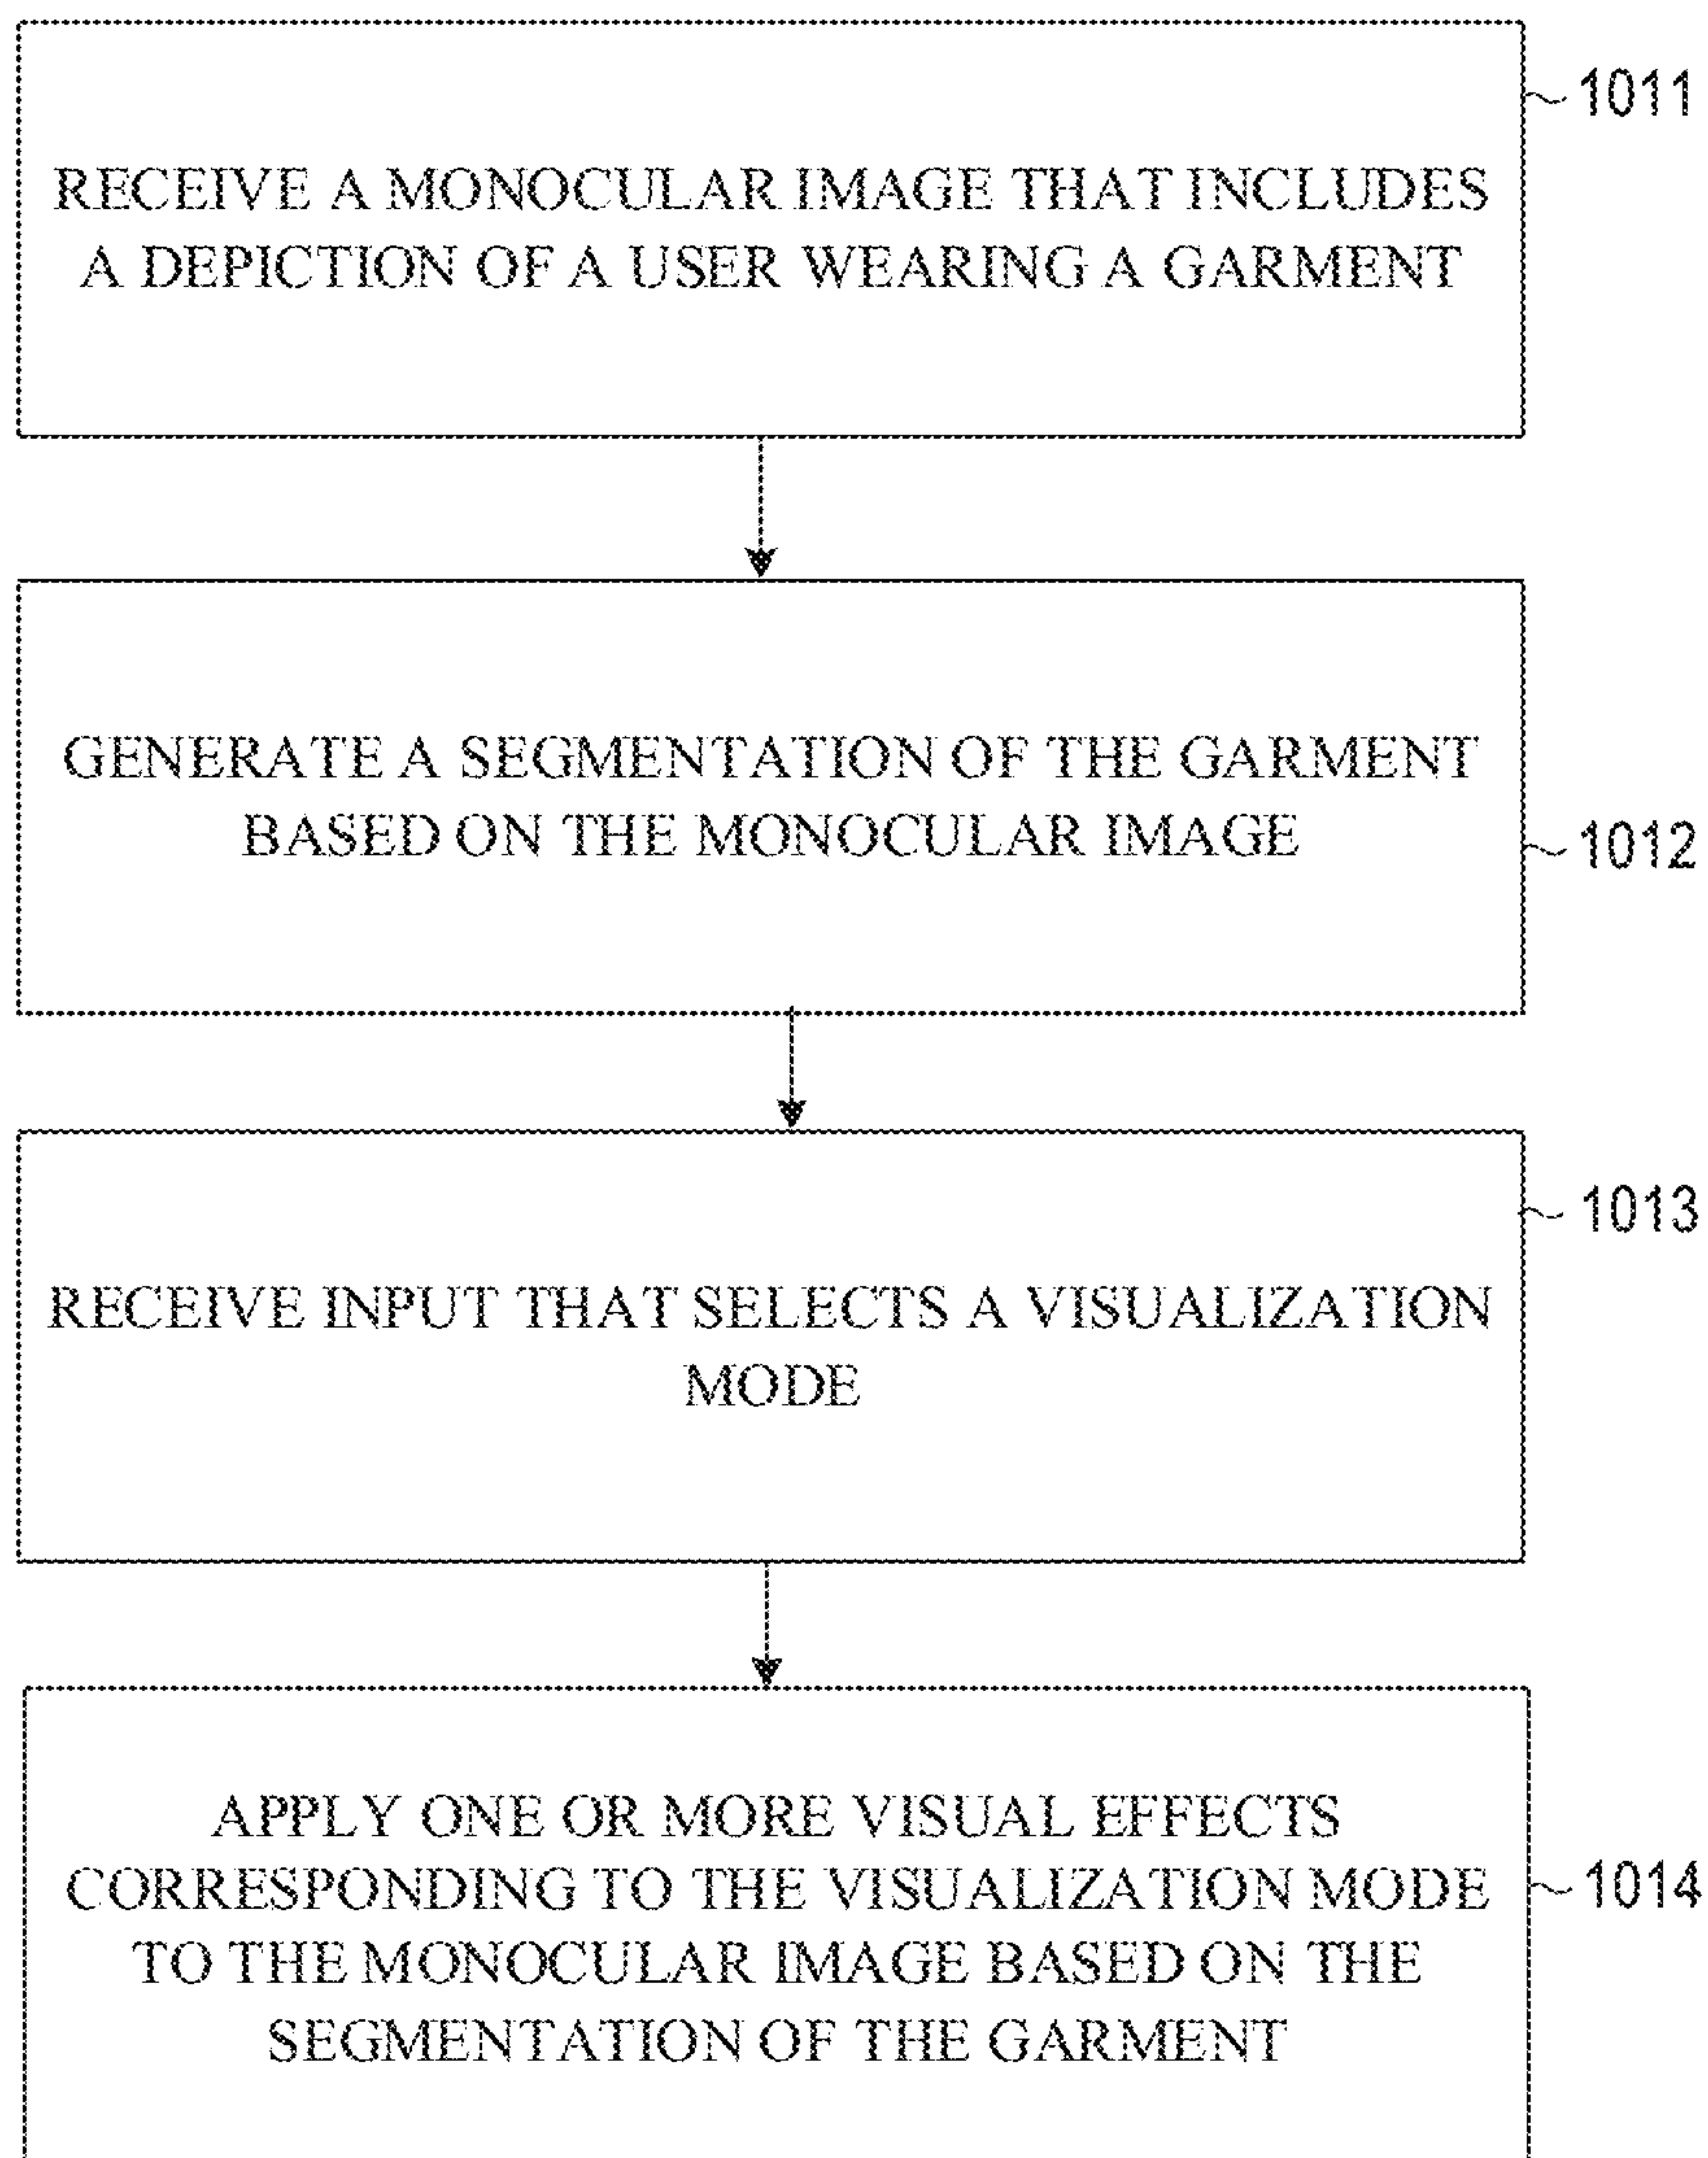 1011
RECEIVE A MONOCULAR IMAGE THAT INCLUDES
A DEPICTION OF A USER WEARING A GARMENT
GENERATE A SEGMENTATION OF THE GARMENT
BASED ON THE MONOCULAR IMAGE
1012
1013
RECEIVE INPUT THAT SELECTS A VISUALIZATION
MODE
APPLY ONE OR MORE VISUAL EFFECTS
CORRESPONDING TO THE VISUALIZATION MODE
1014
TO THE MONOCULAR IMAGE BASED ON THE
SEGMENTATION OF THE GARMENT